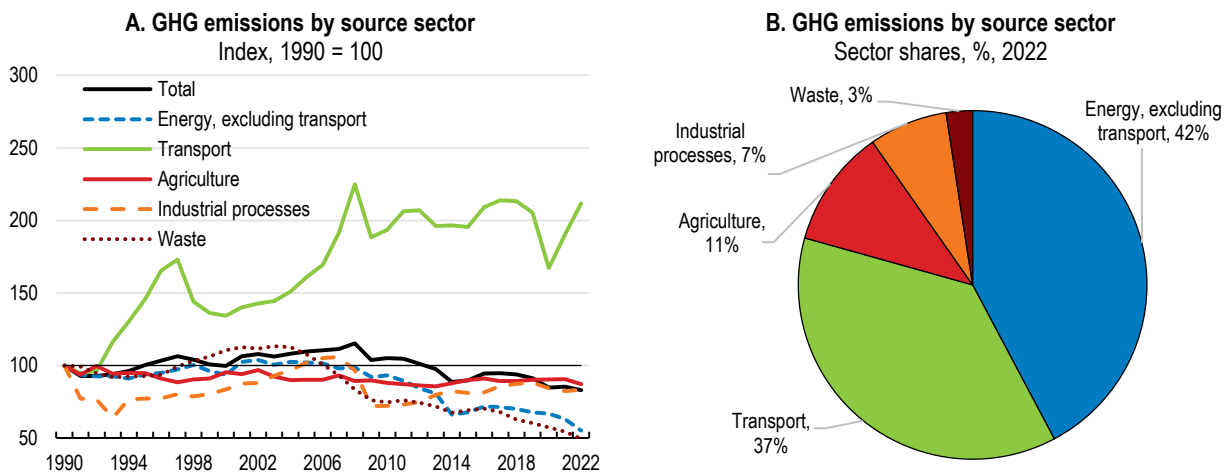 A. GHG emissions by source sector
Index, 1990 = 100
300
250
200
150
100
50
Total
Energy, excluding transport
Transport
Agriculture
Industrial processes
Waste
1990 1994 1998 2002 2006 2010 2014 2018 2022
B. GHG emissions by source sector
Sector shares, %, 2022
Waste, 3%
Energy, excluding
transport, 42%
Industrial
processes, 7%
Agriculture,
11%
Transport,
37%